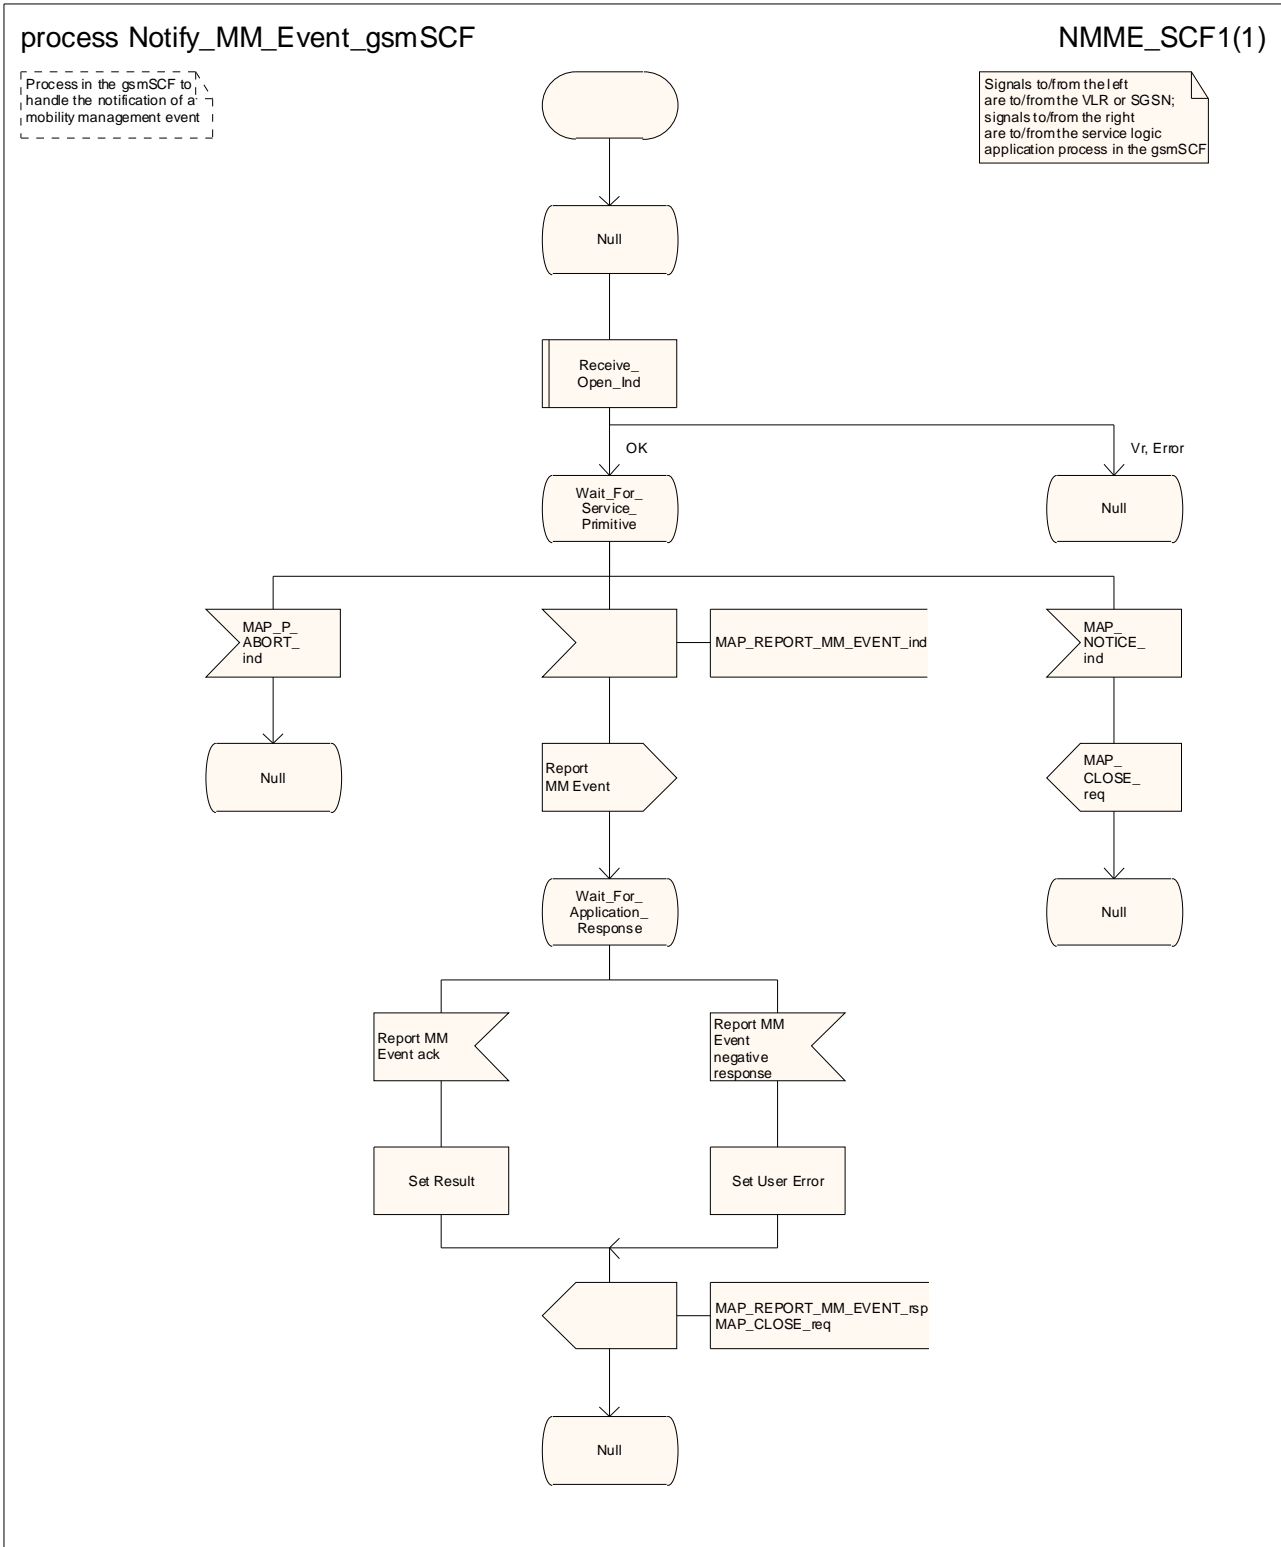 process Notify_MM_Event_gsmSCF
NMME_SCF1(1)
Process in the gsmSCF to
handle the notification of a
mobility management event
Signals to/from the left
are to/from the VLR or SGSN;
signals to/from the right
are to/from the service logic
application process in the gsmSCF
Null
Receive_
Open_Ind
OK
Vr, Error
Wait_For_
Service_
Primitive
Null
MAP_P_
ABORT_
ind
MAP_REPORT_MM_EVENT_ind
MAP_
NOTICE_
ind
Null
Report
MM Event
MAP_
CLOSE_
req
Wait_For_
Application_
Response
Null
Report MM
Event ack
Report MM
Event
negative
response
Set Result
Set User Error
MAP_REPORT_MM_EVENT_rsp
MAP_CLOSE_req
Null